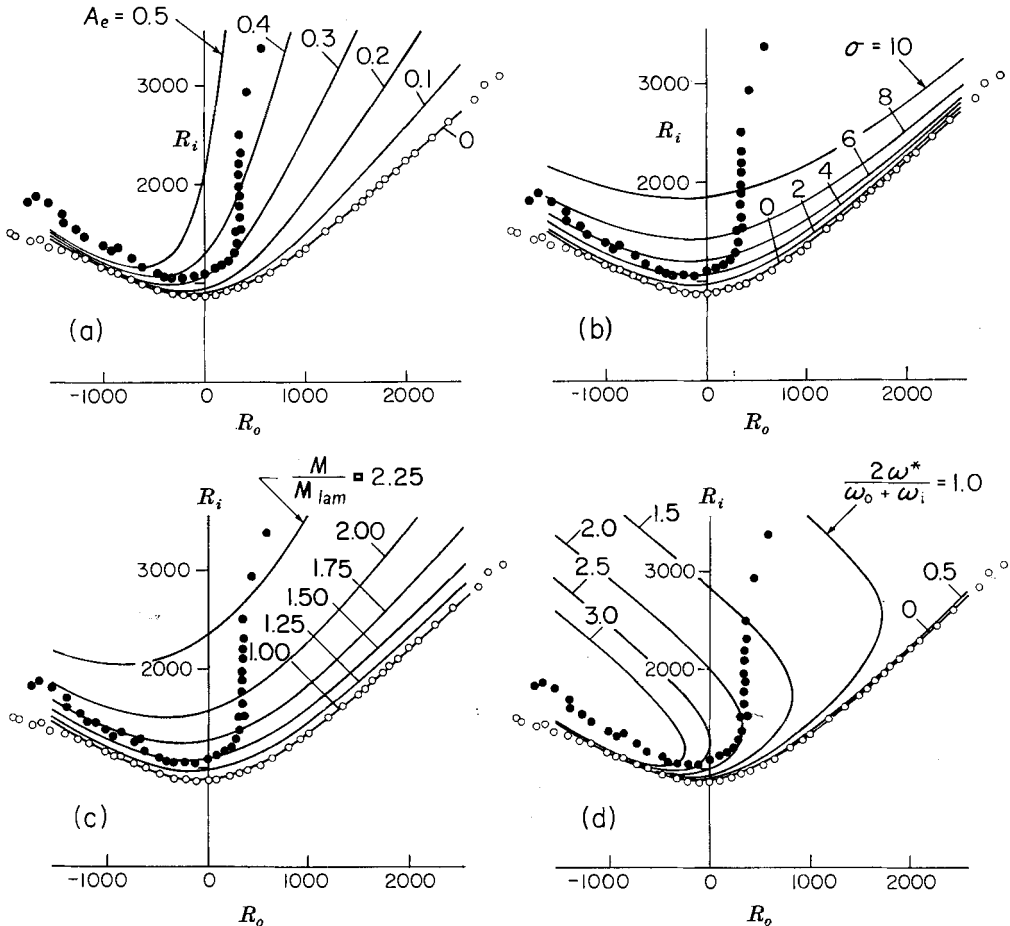 A_e = 0.5
0.4
0.3
0.2
0.1
0
3000
R_i
2000
(a)
-1000 0 1000 2000
R_o
σ = 10
8
6
4
2
0
3000
R_i
2000
(b)
-1000 0 1000 2000
R_o
M/M_lam = 2.25
2.00
1.75
1.50
1.25
1.00
R_i
3000
2000
(c)
-1000 0 1000 2000
R_o
2ω*/ω_o + ω_i = 1.0
0.5
0
1.5
2.0
2.5
3.0
R_i
3000
2000
(d)
-1000 0 1000 2000
R_o